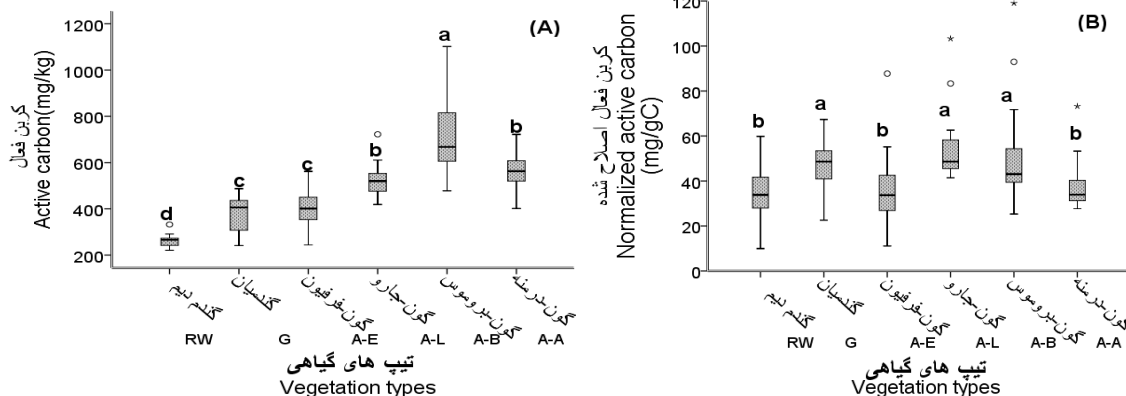 (A)
1200
1000
800
600
400
200
کربن فعال
Active carbon(mg/kg)
d
c
c
b
a
b
گندم دیم
گندمیان
گون-فرفیون
گون-جارو
گون-بروموس
گون-درمنه
RW
G
A-E
A-L
A-B
A-A
تیپ های گیاهی
Vegetation types
(B)
120
100
80
60
40
20
0
کربن فعال اصلاح شده
Normalized active carbon
(mg/gC)
b
a
b
a
a
b
گندم دیم
گندمیان
گون-فرفیون
گون-جارو
گون-بروموس
گون-درمنه
RW
G
A-E
A-L
A-B
A-A
تیپ های گیاهی
Vegetation types